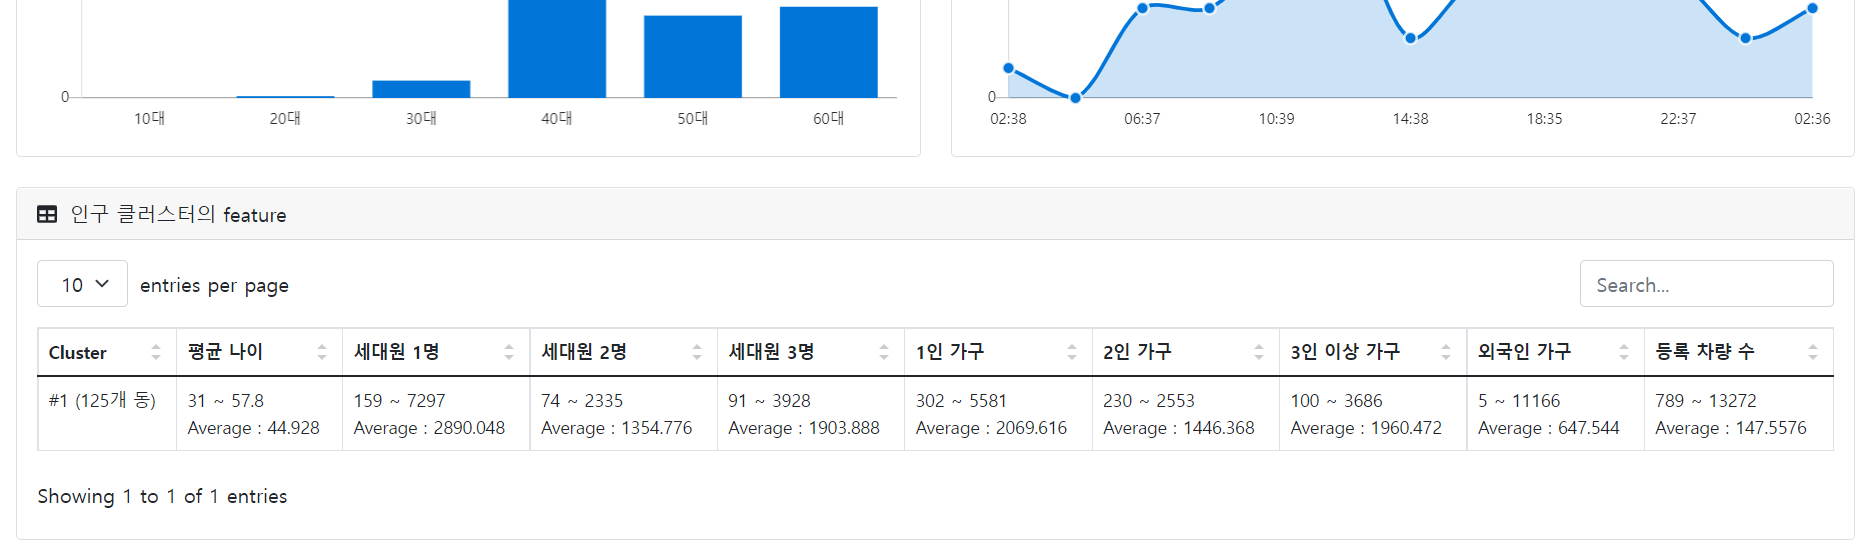 0
10대 20대 30대 40대 50대 60대
0
02:38 06:37 10:39 14:38 18:35 22:37 02:36
인구 클러스터의 feature
10 entries per page
Search...
Cluster 평균 나이 세대원 1명 세대원 2명 세대원 3명 1인 가구 2인 가구 3인 이상 가구 외국인 가구 등록 차량 수
#1 (125개 동) 31 ~ 57.8 159 ~ 7297 74 ~ 2335 91 ~ 3928 302 ~ 5581 230 ~ 2553 100 ~ 3686 5 ~ 11166 789 ~ 13272
Average : 44.928 Average : 2890.048 Average : 1354.776 Average : 1903.888 Average : 2069.616 Average : 1446.368 Average : 1960.472 Average : 647.544 Average : 147.5576
Showing 1 to 1 of 1 entries